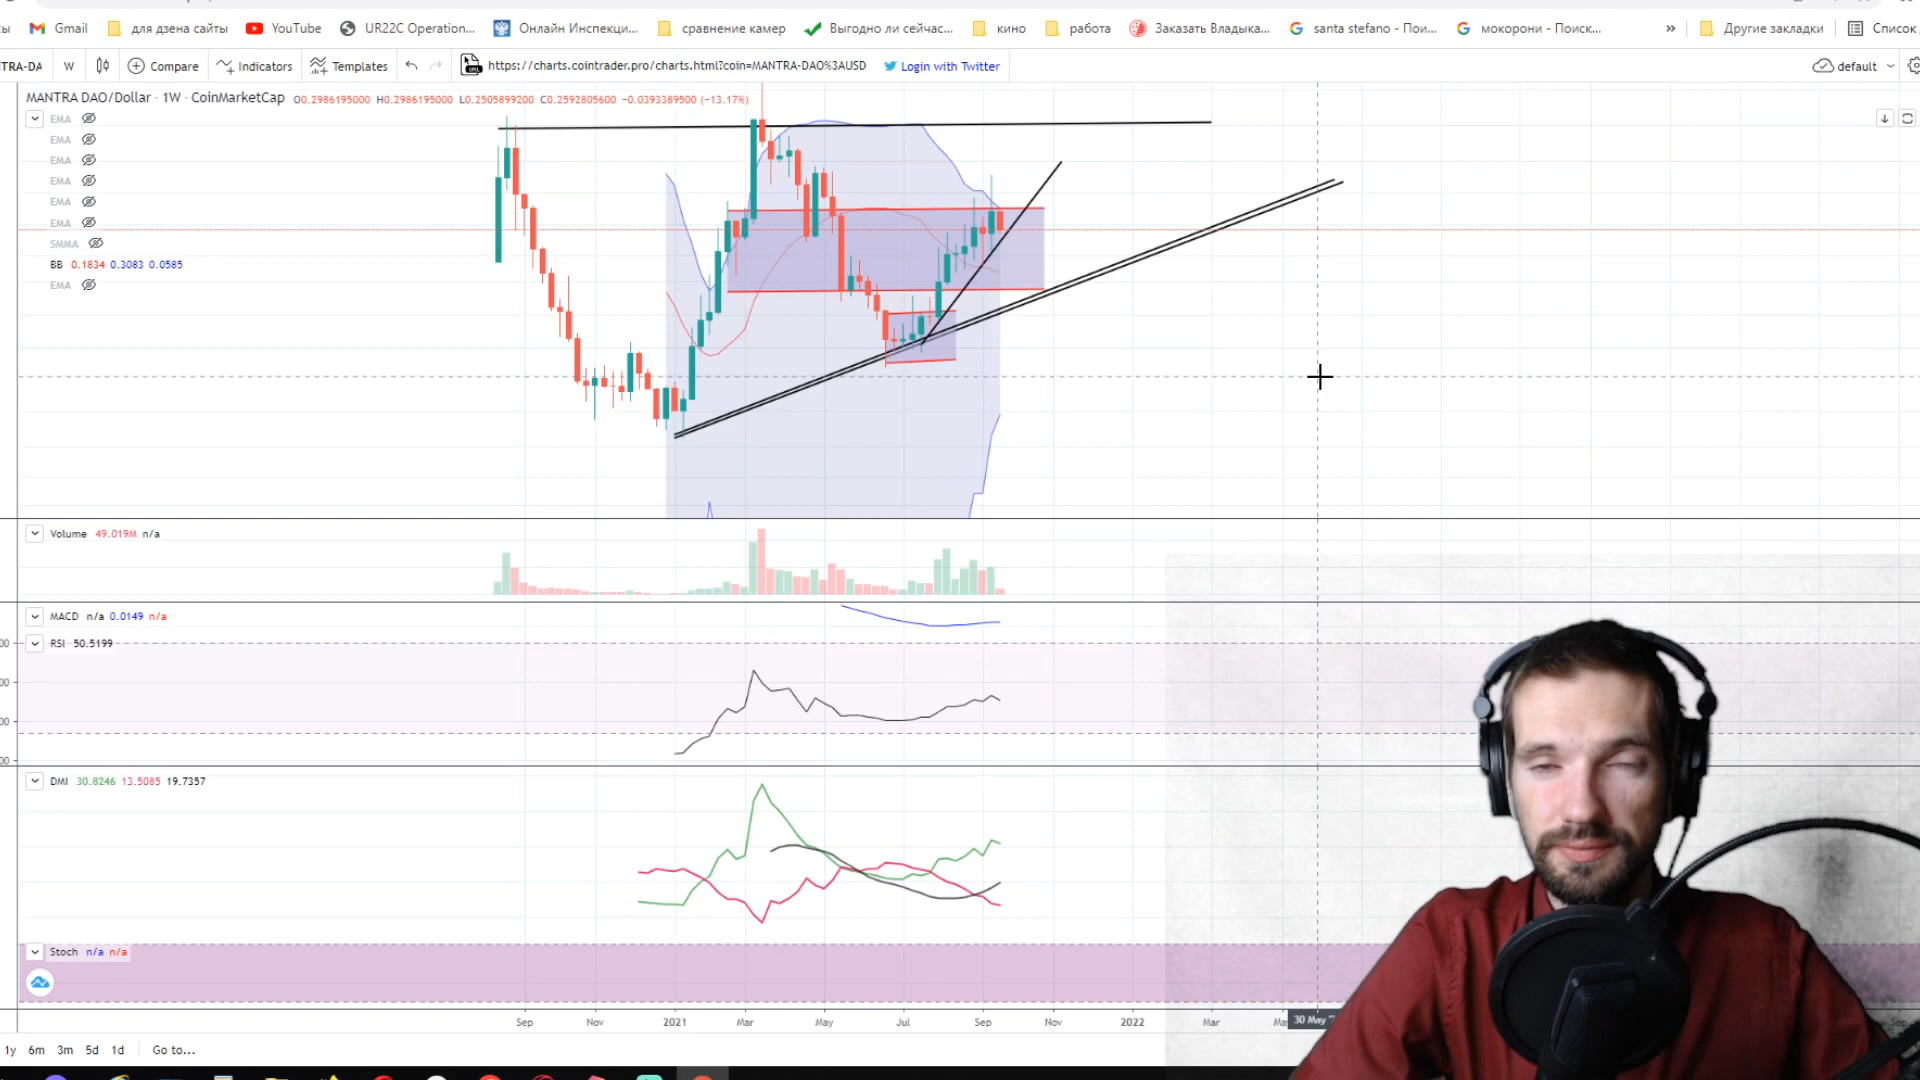 ы Gmail для дзена сайты YouTube UR22C Operation... Онлайн Инспекци... сравнение камер Выгодно ли сейчас... кино работа Заказать Владыка... santa stefano - Пои... мокорони - Поиск... » Другие закладки Список
TRA-DA W Compare Indicators Templates https://charts.cointrader.pro/charts.html?coin=MANTRA-DAO%3AUSD Login with Twitter default
MANTRA DAO/Dollar · 1W · CoinMarketCap O0.2986195000 H0.2986195000 L0.2505899200 C0.2592805600 −0.0393389500 (−13.17%)
EMA
EMA
EMA
EMA
EMA
EMA
SMMA
BB 0.1834 0.3083 0.0585
EMA
Volume 49.019M n/a
MACD n/a 0.0149 n/a
RSI 50.5199
DMI 30.8246 13.5085 19.7357
Stoch n/a n/a
Sep Nov 2021 Mar May Jul Sep Nov 2022 Mar 30 May Sep
1y 6m 3m 5d 1d Go to...